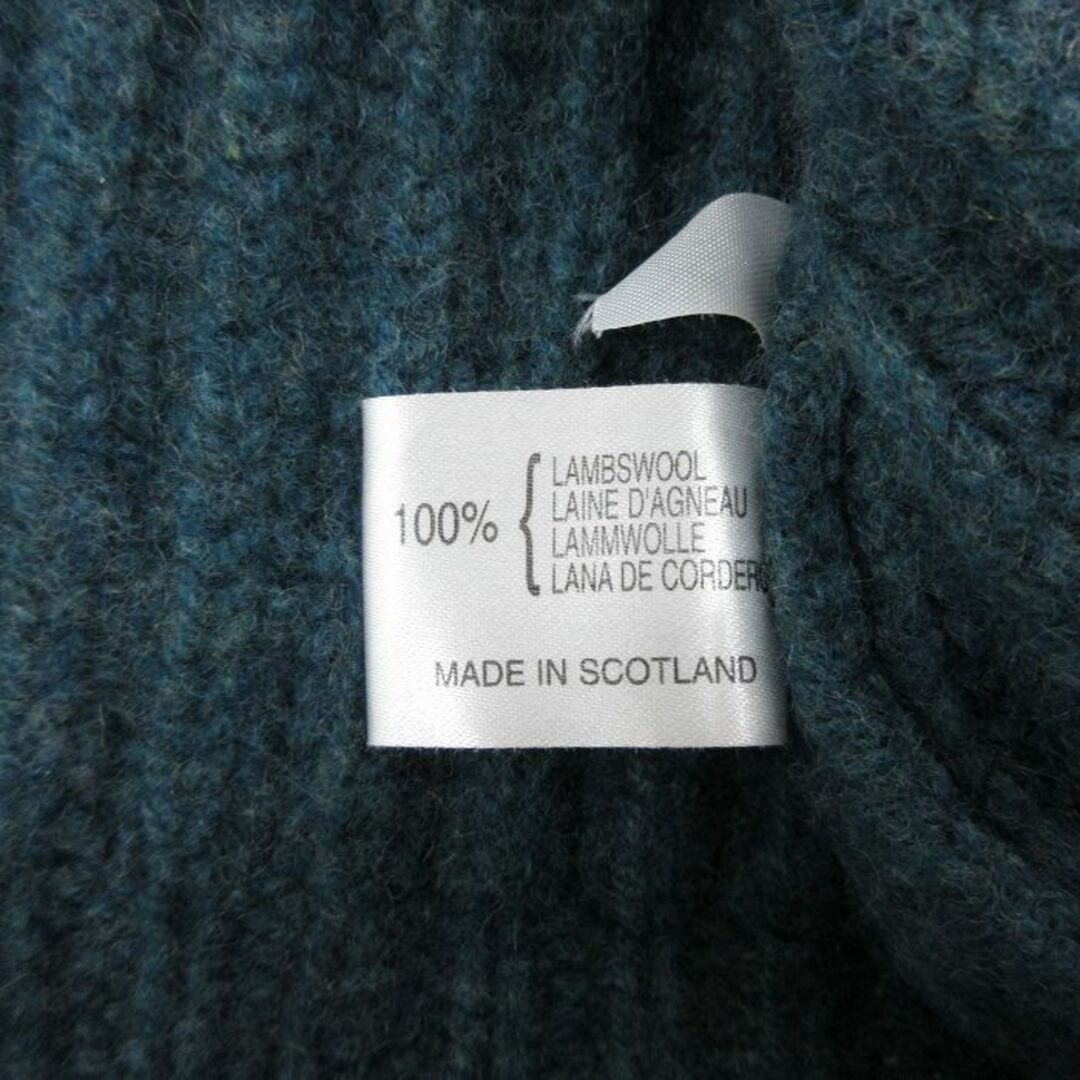 100% { LAMBSWOOL
LAINE D'AGNEAU
LAMMWOLLE
LANA DE CORDERO
MADE IN SCOTLAND